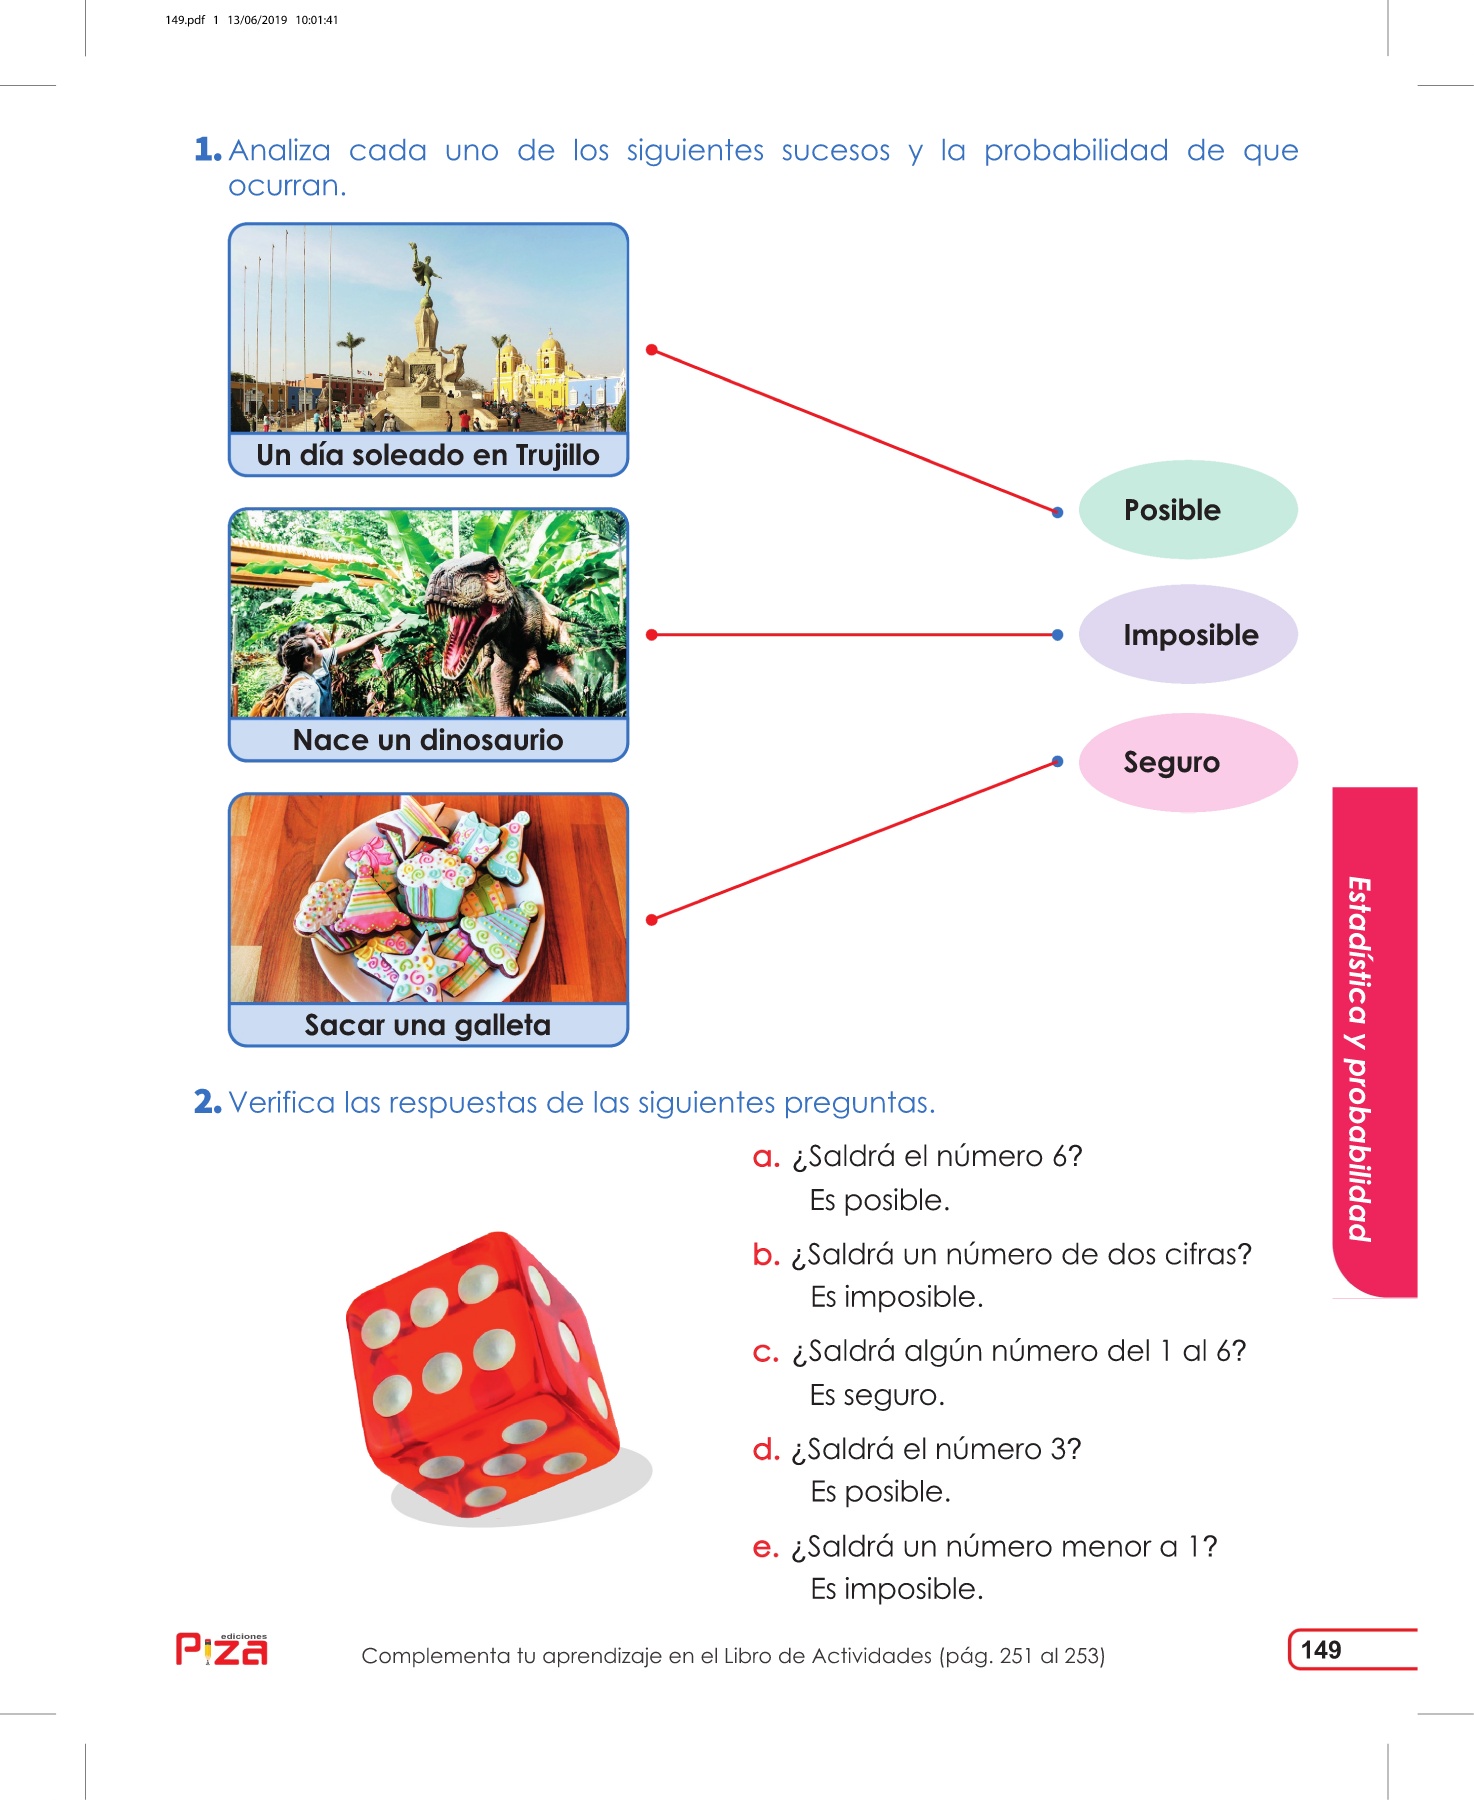 149.pdf 1 13/06/2019 10:01:41
1. Analiza cada uno de los siguientes sucesos y la probabilidad de que
ocurran.
Un día soleado en Trujillo
Posible
Imposible
Nace un dinosaurio
Seguro
Sacar una galleta
Estadística y probabilidad
2. Verifica las respuestas de las siguientes preguntas.
a. ¿Saldrá el número 6?
Es posible.
b. ¿Saldrá un número de dos cifras?
Es imposible.
c. ¿Saldrá algún número del 1 al 6?
Es seguro.
d. ¿Saldrá el número 3?
Es posible.
e. ¿Saldrá un número menor a 1?
Es imposible.
ediciones
Piza
Complementa tu aprendizaje en el Libro de Actividades (pág. 251 al 253)
149